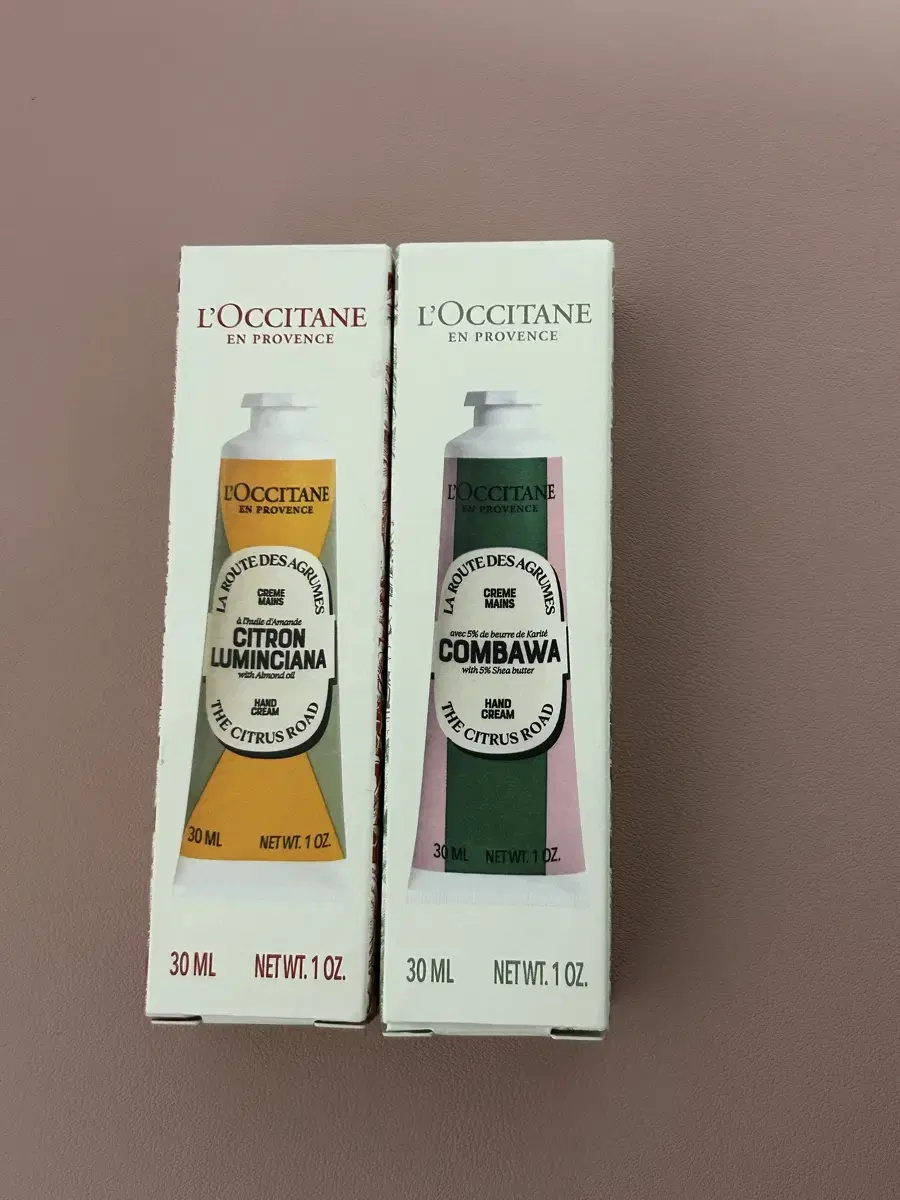 L'OCCITANE
EN PROVENCE
L'OCCITANE
EN PROVENCE
LA ROUTE DES AGRUMES
CREME
MAINS
à l'huile d'Amande
CITRON
LUMINCIANA
with Almond oil
HAND
CREAM
THE CITRUS ROAD
30 ML NET WT. 1 OZ.
30 ML NET WT. 1 OZ.
L'OCCITANE
EN PROVENCE
L'OCCITANE
EN PROVENCE
LA ROUTE DES AGRUMES
CREME
MAINS
avec 5% de beurre de Karité
COMBAWA
with 5% Shea butter
HAND
CREAM
THE CITRUS ROAD
30 ML NET WT. 1 OZ.
30 ML NET WT. 1 OZ.